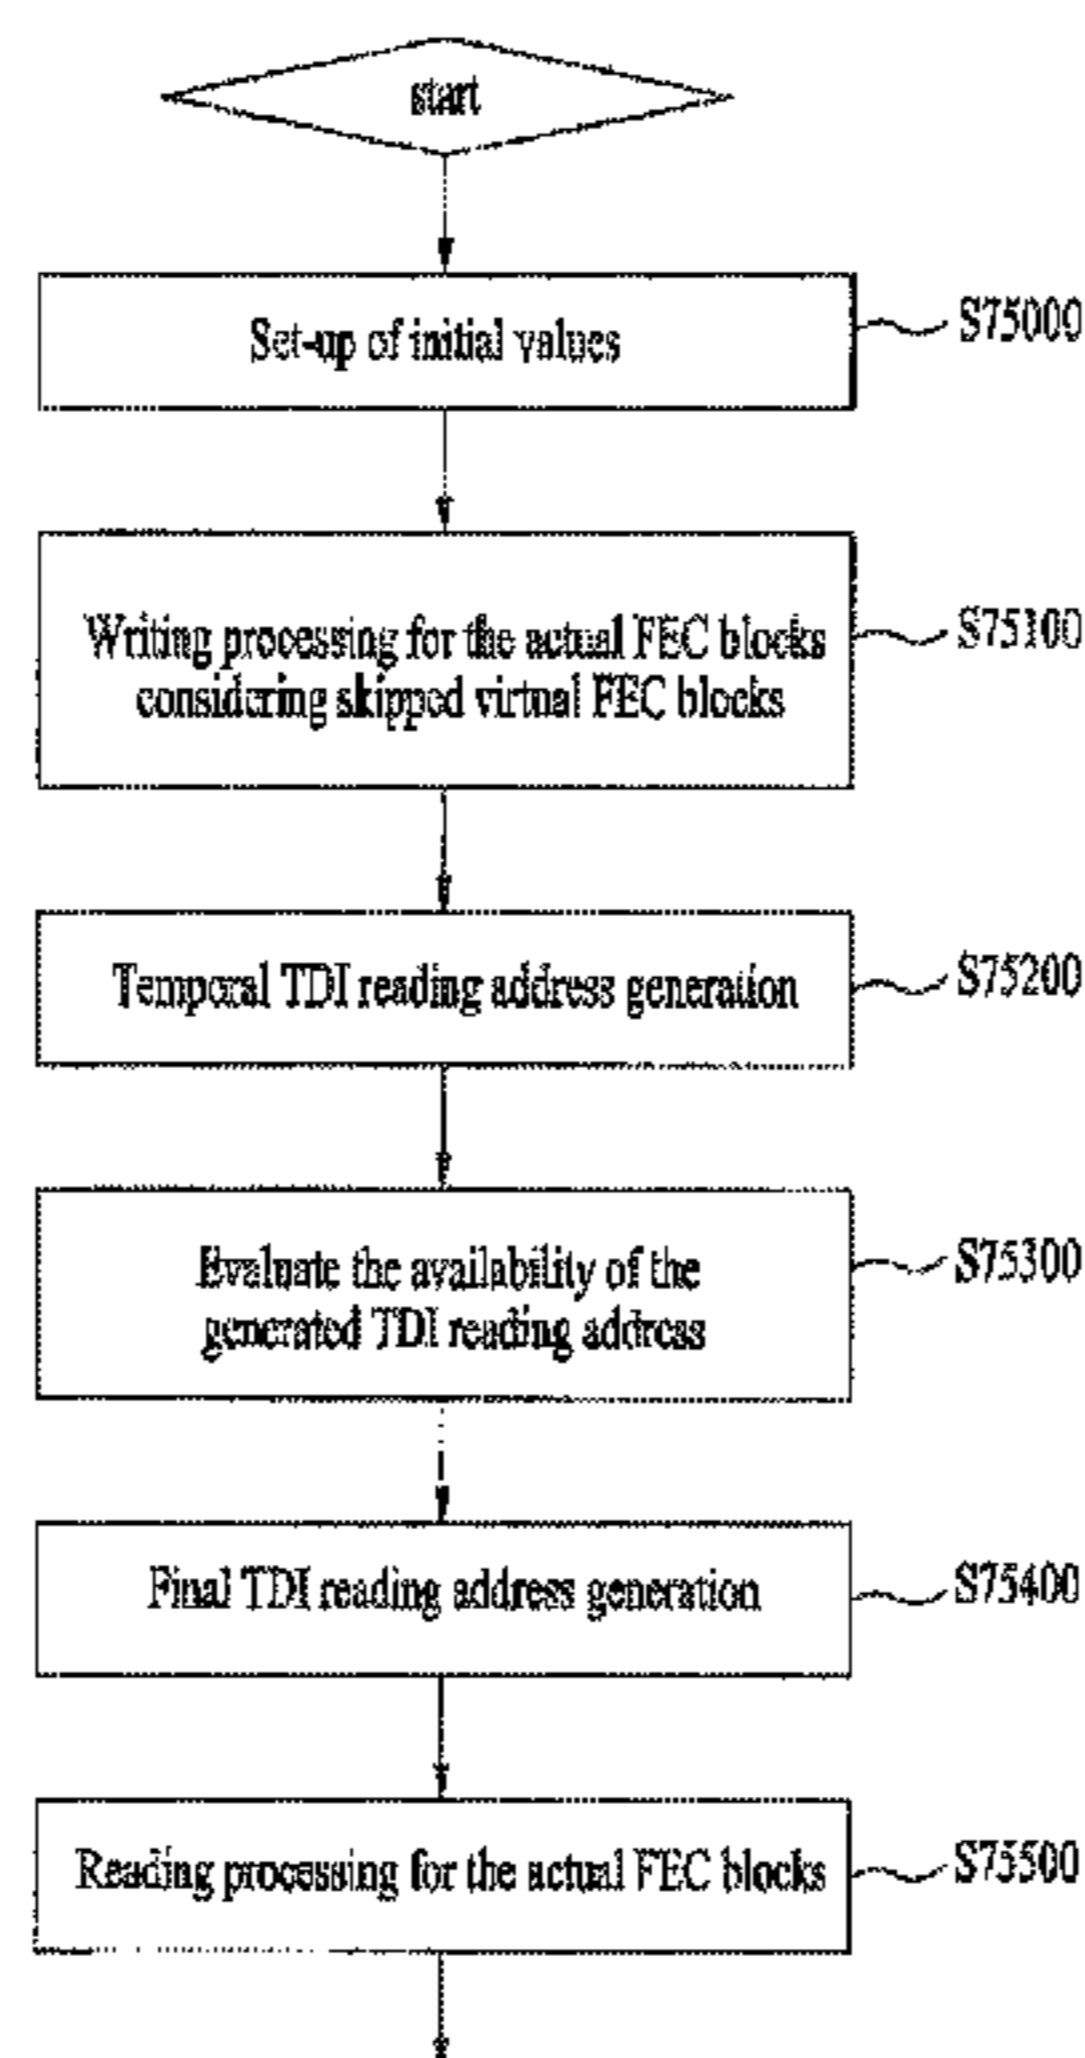 start
Set-up of initial values
S75000
Writing processing for the actual FEC blocks
considering skipped virtual FEC blocks
S75100
Temporal TDI reading address generation
S75200
Evaluate the availability of the
generated TDI reading address
S75300
Final TDI reading address generation
S75400
Reading processing for the actual FEC blocks
S75500